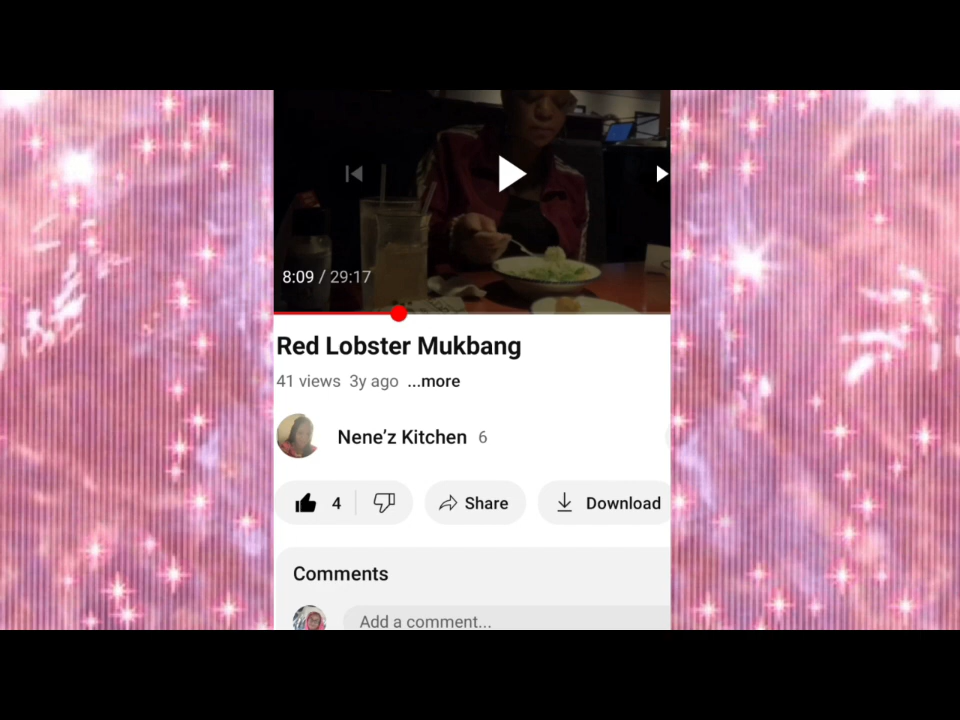 8:09 / 29:17
Red Lobster Mukbang
41 views 3y ago ...more
Nene’z Kitchen 6
4 Share Download
Comments
Add a comment...